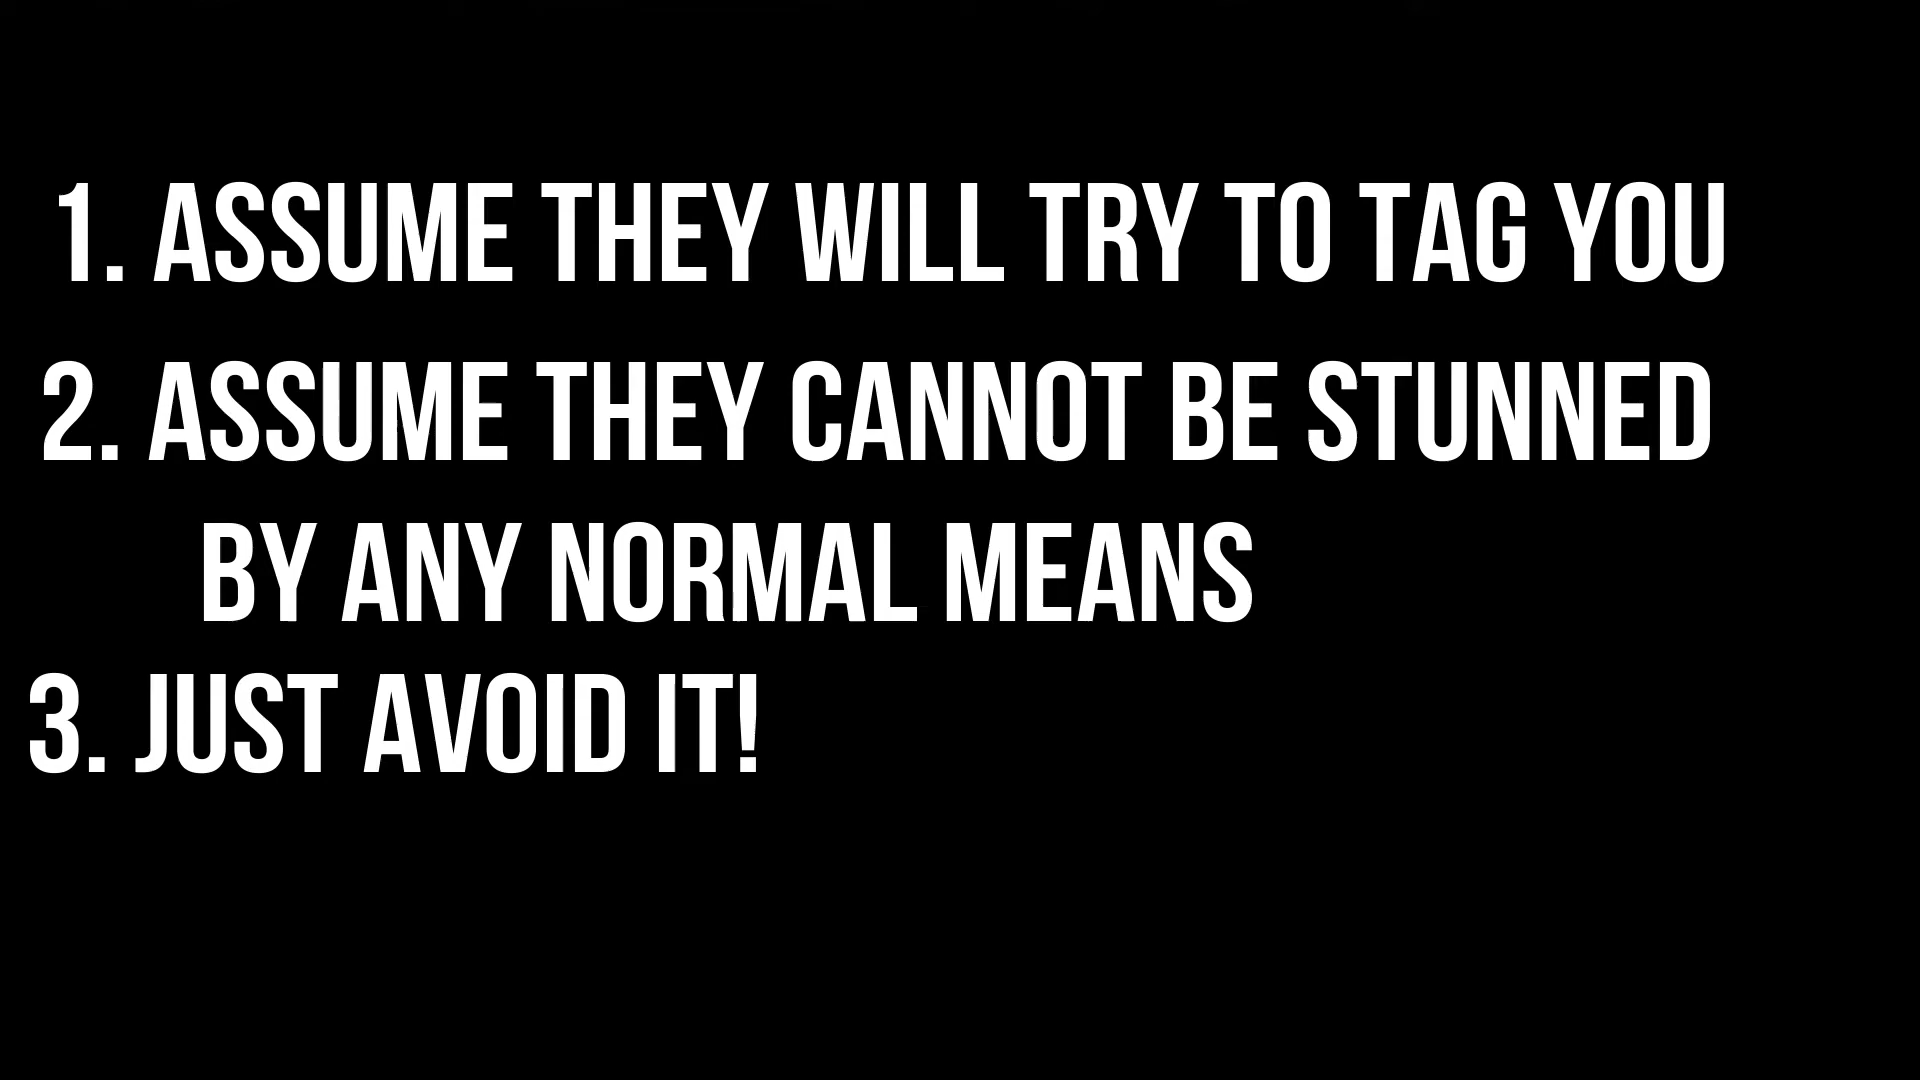 1. ASSUME THEY WILL TRY TO TAG YOU
2. ASSUME THEY CANNOT BE STUNNED
BY ANY NORMAL MEANS
3. JUST AVOID IT!